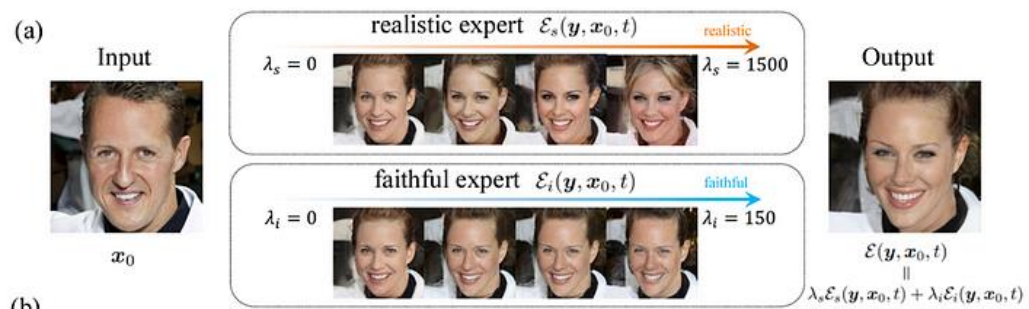 (a)
Input
realistic expert ℰₛ(y, x₀, t)
realistic
λₛ = 0
λₛ = 1500
Output
faithful expert ℰᵢ(y, x₀, t)
faithful
λᵢ = 0
λᵢ = 150
x₀
ℰ(y, x₀, t)
||
λₛℰₛ(y, x₀, t) + λᵢℰᵢ(y, x₀, t)
(b)